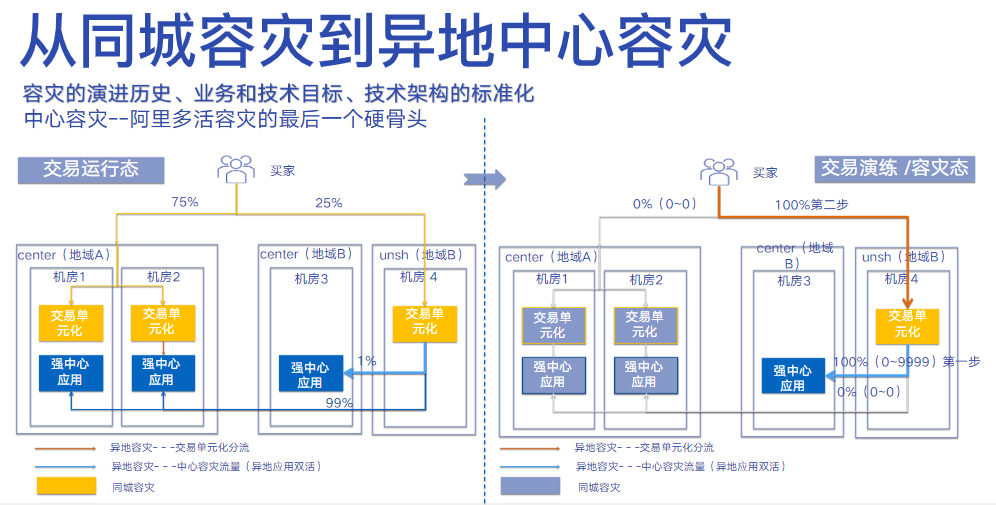 从同城容灾到异地中心容灾
容灾的演进历史、业务和技术目标、技术架构的标准化
中心容灾--阿里多活容灾的最后一个硬骨头
交易运行态
买家
75%
25%
center（地域A）
center（地域B）
unsh（地域B）
机房1
机房2
机房3
机房 4
交易单
元化
交易单
元化
交易单
元化
强中心
应用
强中心
应用
强中心
应用
1%
99%
异地容灾- - -交易单元化分流
异地容灾- - -中心容灾流量（异地应用双活）
同城容灾
买家
交易演练 /容灾态
0%（0~0）
100%第二步
center（地域A）
center（地域
B）
unsh（地域B）
机房1
机房2
机房3
机房4
交易单
元化
交易单
元化
交易单
元化
强中心
应用
强中心
应用
强中心
应用
100%（0~9999）第一步
0%（0~0）
异地容灾- - -交易单元化分流
异地容灾- - -中心容灾流量（异地应用双活）
同城容灾